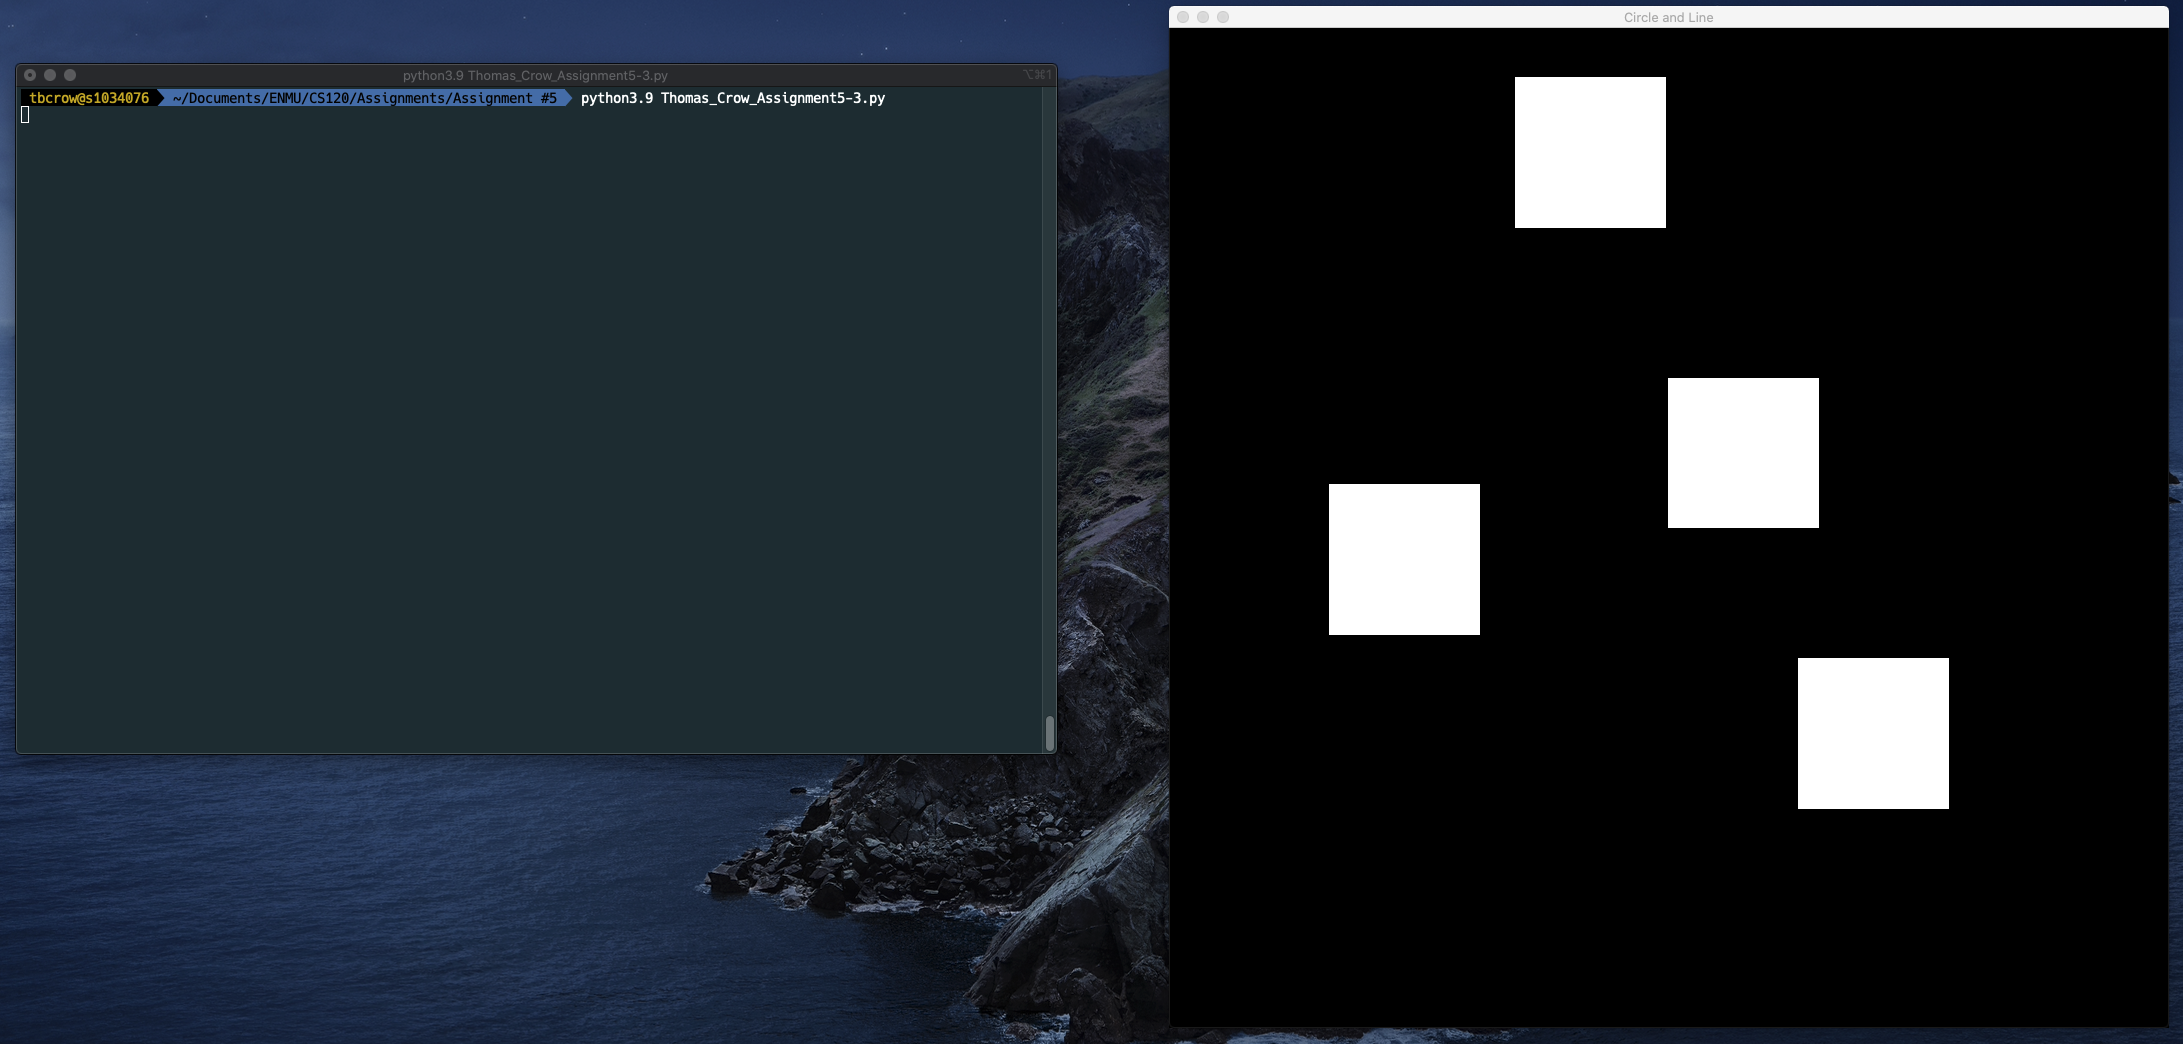 python3.9 Thomas_Crow_Assignment5-3.py
⌥⌘1
tbcrow@s1034076 ~/Documents/ENMU/CS120/Assignments/Assignment #5 python3.9 Thomas_Crow_Assignment5-3.py
Circle and Line